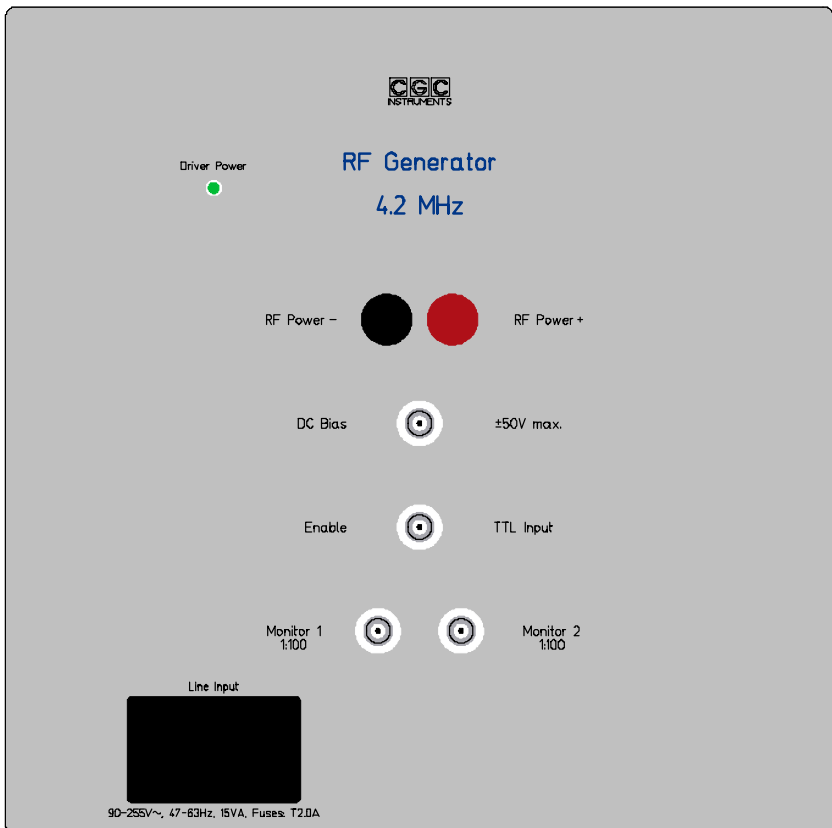 CGC
INSTRUMENTS
RF Generator
Driver Power
4.2 MHz
RF Power -
RF Power +
DC Bias
±50V max.
Enable
TTL Input
Monitor 1
1:100
Monitor 2
1:100
Line Input
90-255V~, 47-63Hz, 15VA, Fuses: T2.0A